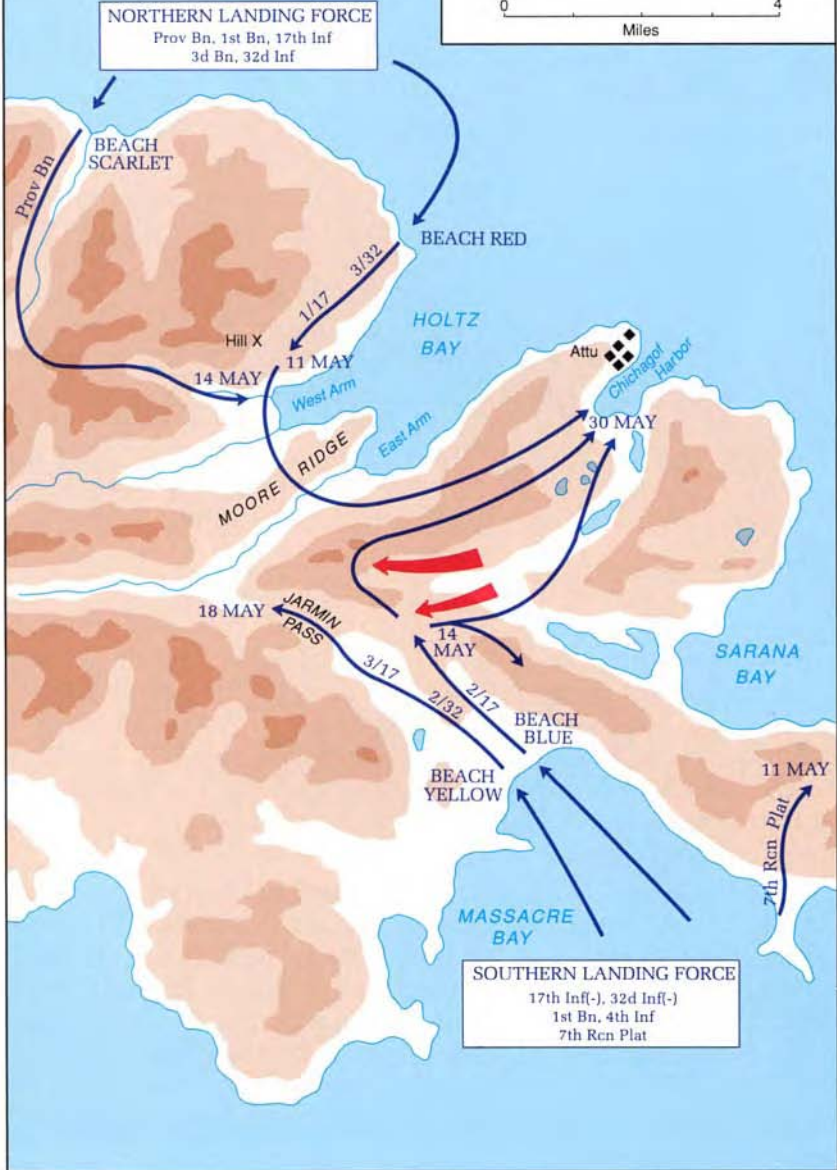 NORTHERN LANDING FORCE
Prov Bn, 1st Bn, 17th Inf
3d Bn, 32d Inf
0
4
Miles
BEACH
SCARLET
Prov Bn
BEACH RED
3/32
1/17
HOLTZ
BAY
Hill X
11 MAY
14 MAY
West Arm
East Arm
Attu
Chichagof
Harbor
30 MAY
MOORE RIDGE
18 MAY
JARMIN
PASS
14
MAY
3/17
2/32
2/17
SARANA
BAY
BEACH
BLUE
BEACH
YELLOW
11 MAY
7th Rcn Plat
MASSACRE
BAY
SOUTHERN LANDING FORCE
17th Inf(-), 32d Inf(-)
1st Bn, 4th Inf
7th Rcn Plat